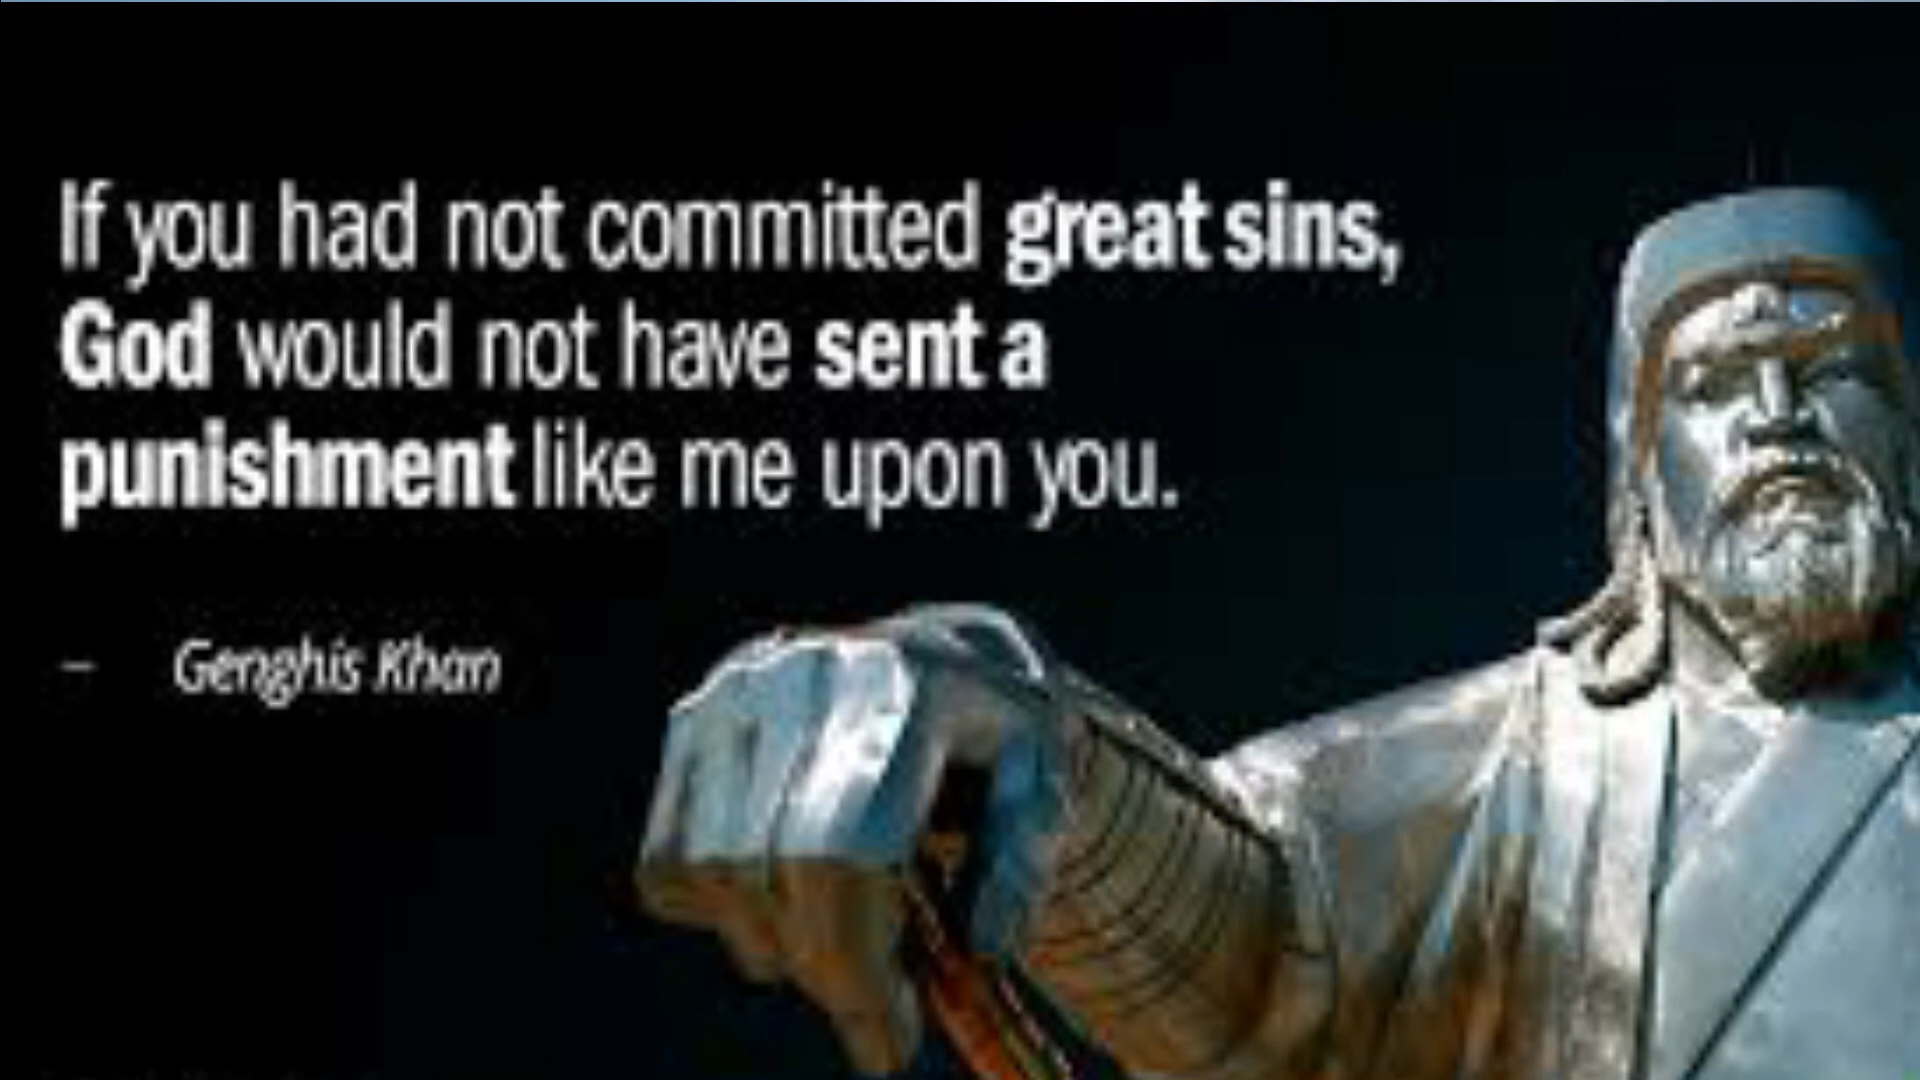 If you had not committed great sins,
God would not have sent a
punishment like me upon you.
– Genghis Khan